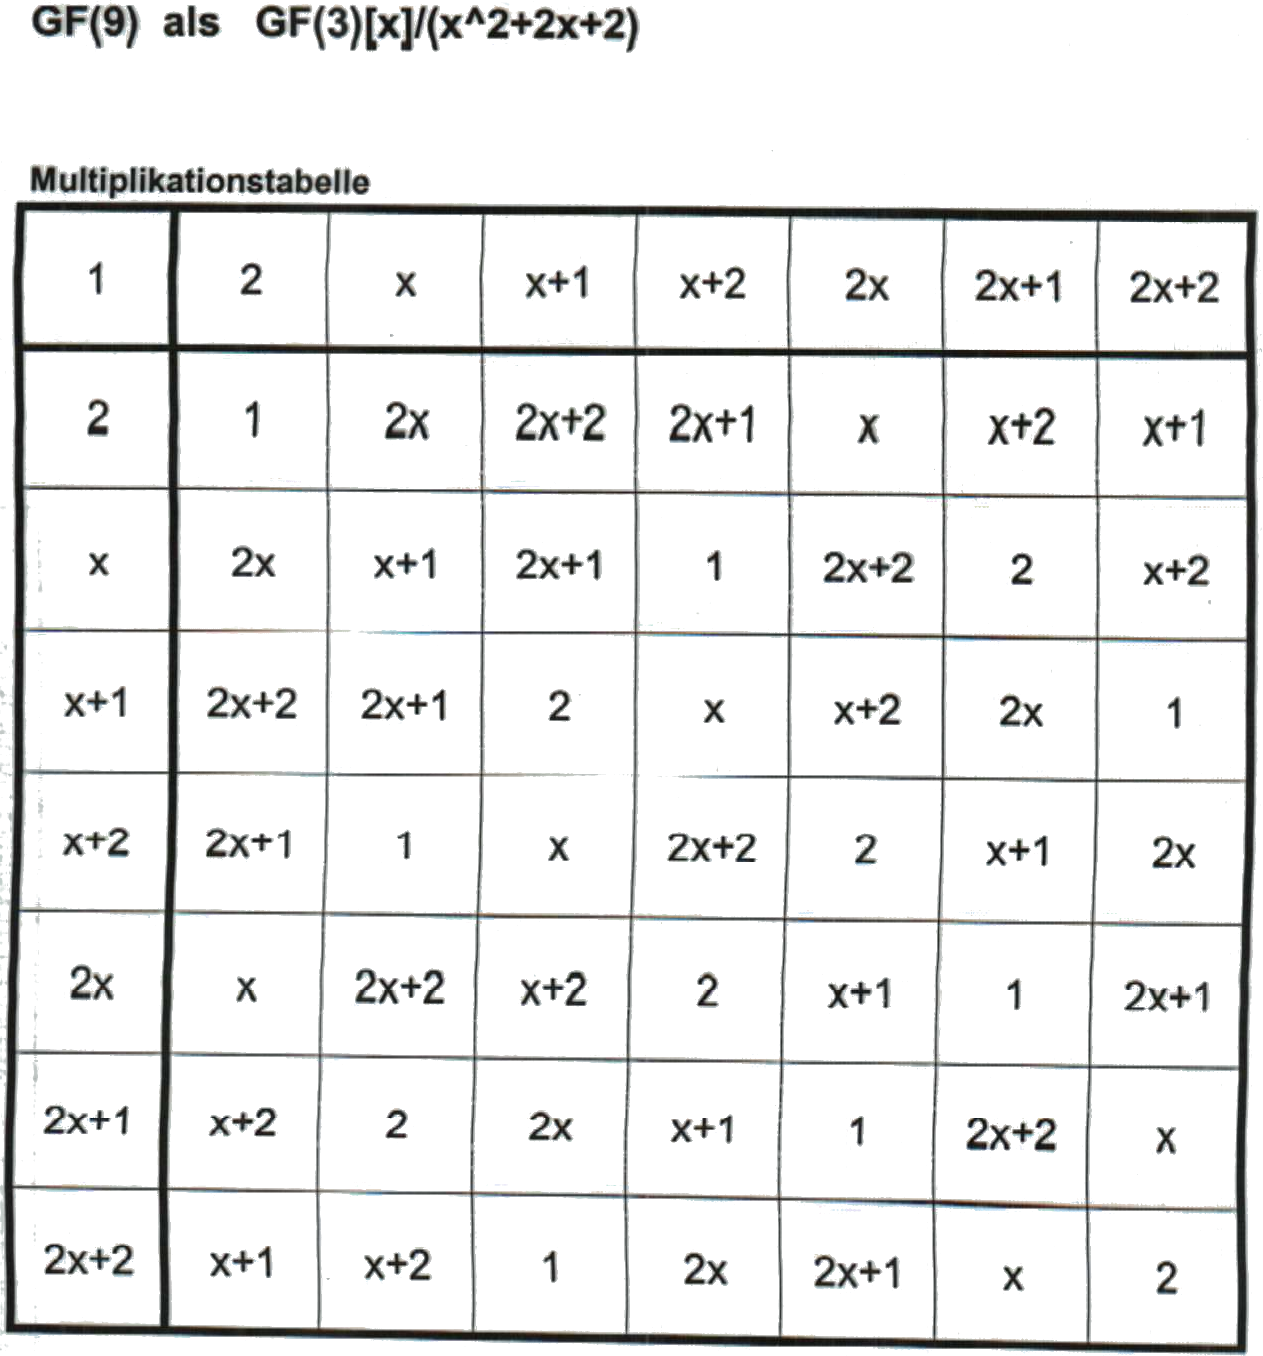 GF(9) als GF(3)[x]/(x^2+2x+2)
Multiplikationstabelle
1 2 x x+1 x+2 2x 2x+1 2x+2
2 1 2x 2x+2 2x+1 x x+2 x+1
x 2x x+1 2x+1 1 2x+2 2 x+2
x+1 2x+2 2x+1 2 x x+2 2x 1
x+2 2x+1 1 x 2x+2 2 x+1 2x
2x x 2x+2 x+2 2 x+1 1 2x+1
2x+1 x+2 2 2x x+1 1 2x+2 x
2x+2 x+1 x+2 1 2x 2x+1 x 2